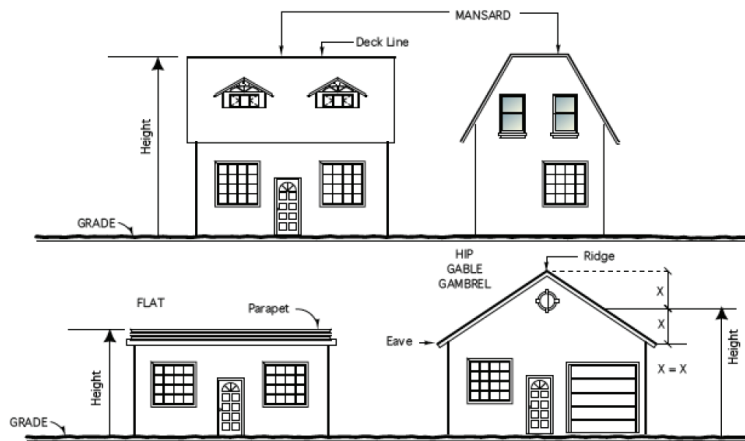 MANSARD
Deck Line
Height
GRADE
HIP
GABLE
GAMBREL
Ridge
FLAT
Parapet
X
X
Eave
X = X
Height
Height
GRADE